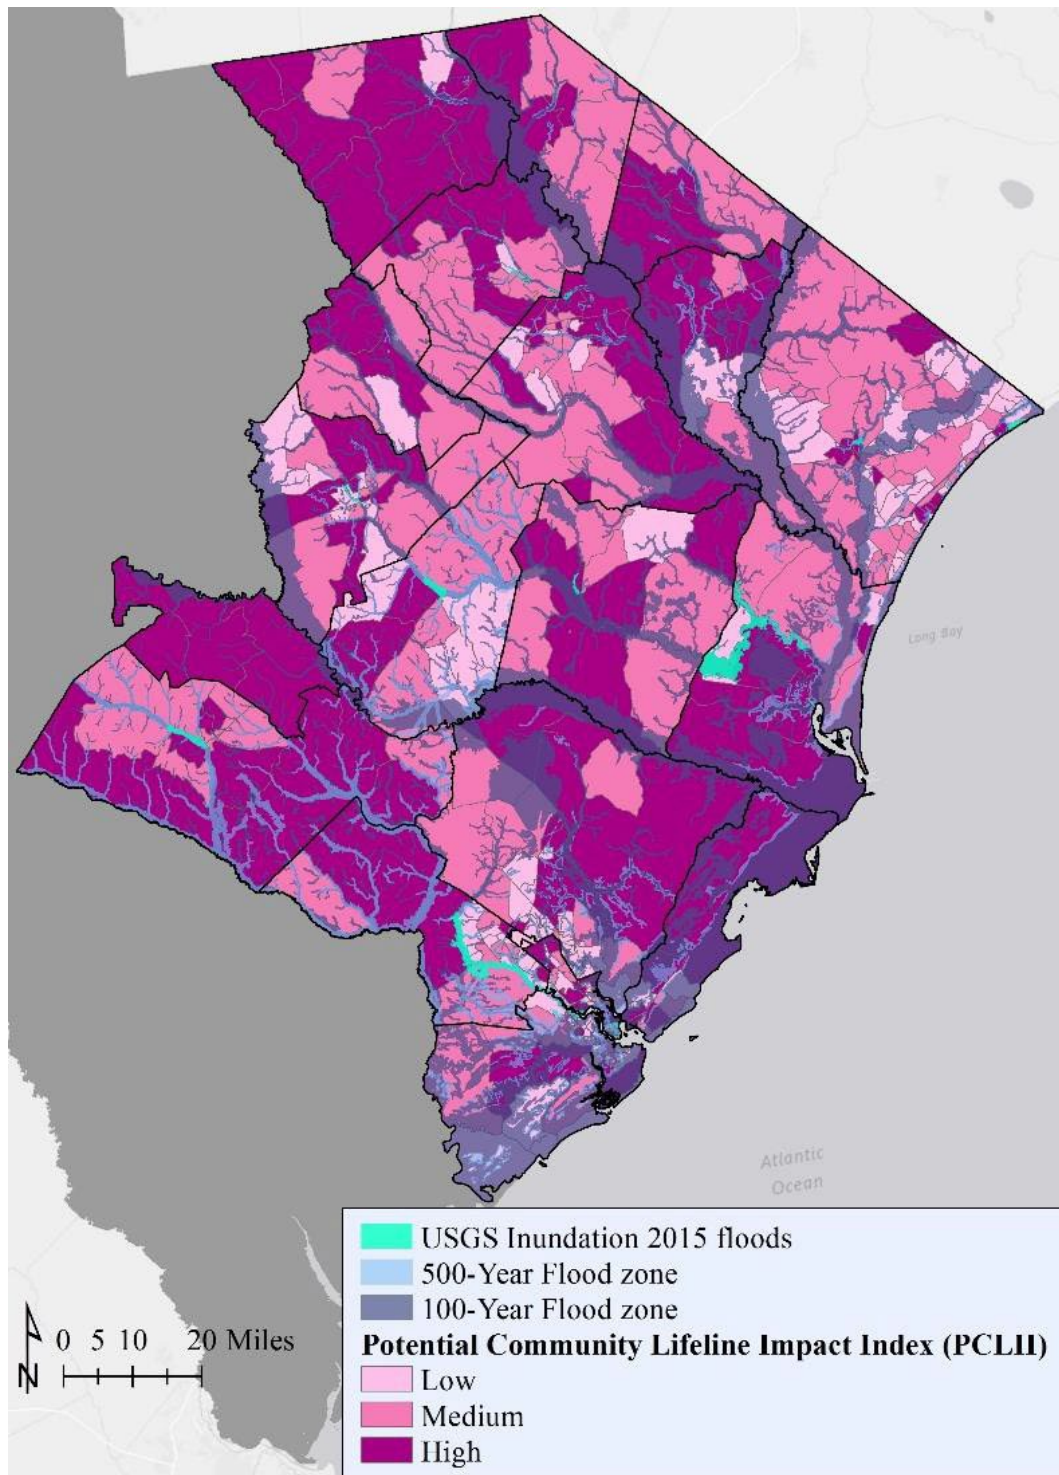 Long Bay
Atlantic
Ocean
USGS Inundation 2015 floods
500-Year Flood zone
100-Year Flood zone
Potential Community Lifeline Impact Index (PCLII)
Low
Medium
High
N
0 5 10 20 Miles